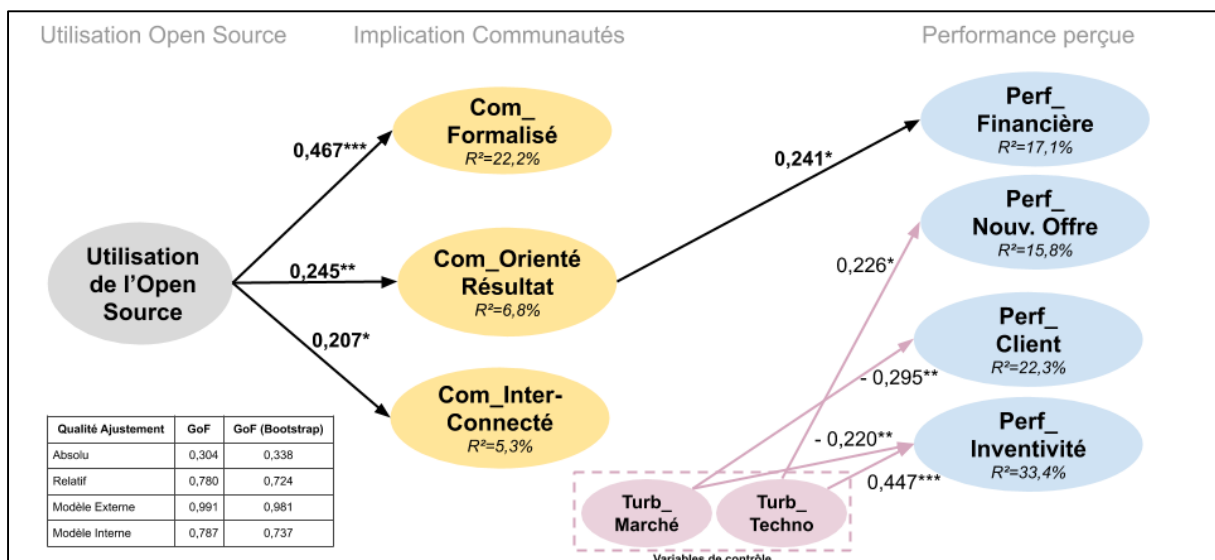 Utilisation Open Source
Implication Communautés
Performance perçue
Utilisation
de l'Open
Source
0,467***
0,245**
0,207*
Com_
Formalisé
R²=22,2%
Com_Orienté
Résultat
R²=6,8%
Com_Inter-
Connecté
R²=5,3%
0,241*
0,226*
- 0,295**
- 0,220**
0,447***
Perf_
Financière
R²=17,1%
Perf_
Nouv. Offre
R²=15,8%
Perf_
Client
R²=22,3%
Perf_
Inventivité
R²=33,4%
Turb_
Marché
Turb_
Techno
Variables de contrôle
Qualité Ajustement GoF GoF (Bootstrap)
Absolu 0,304 0,338
Relatif 0,780 0,724
Modèle Externe 0,991 0,981
Modèle Interne 0,787 0,737